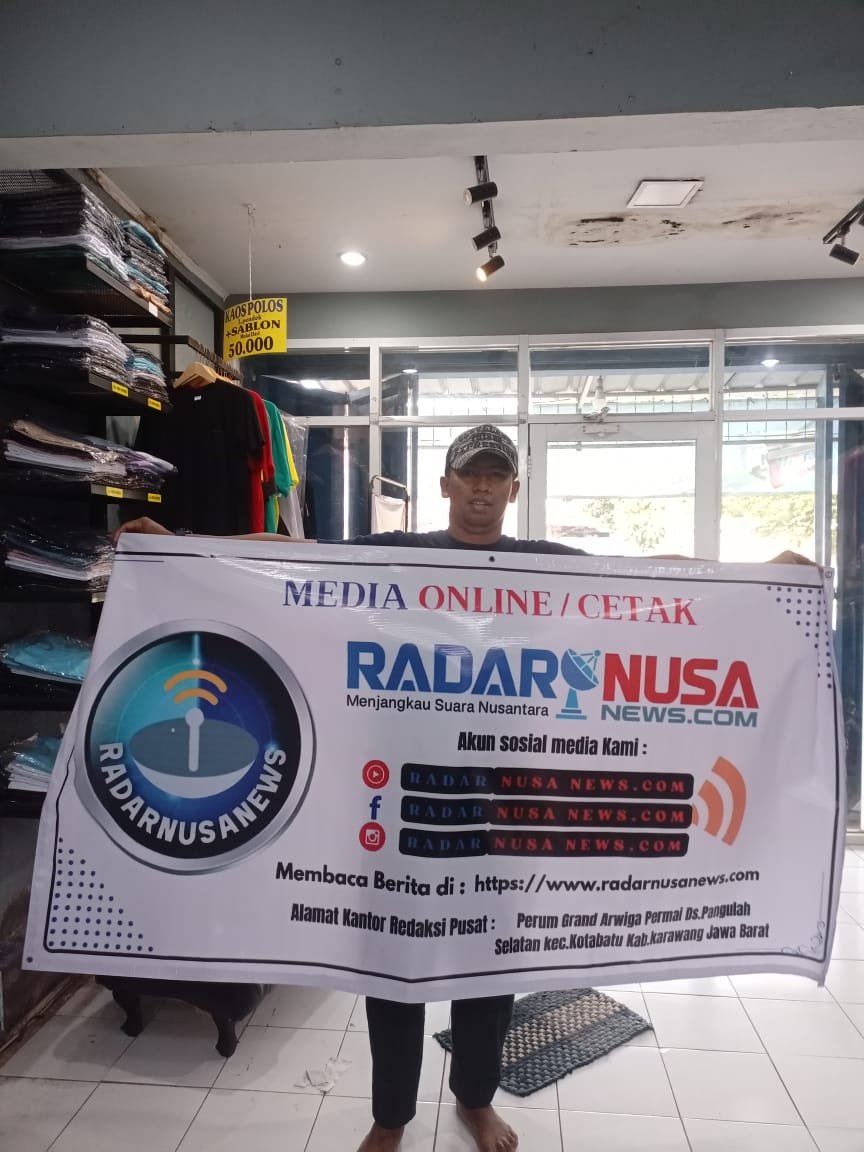 KAOS POLOS
+SABLON
50.000
MEDIA ONLINE / CETAK
RADAR NUSA
Menjangkau Suara Nusantara NEWS.COM
RADARNUSANEWS
Akun sosial media Kami :
RADAR NUSA NEWS.COM
RADAR NUSA NEWS.COM
RADAR NUSA NEWS.COM
Membaca Berita di : https://www.radarnusanews.com
Alamat Kantor Redaksi Pusat : Perum Grand Arwiga Permai Ds.Pangulah
Selatan kec.Kotabatu Kab.karawang Jawa Barat